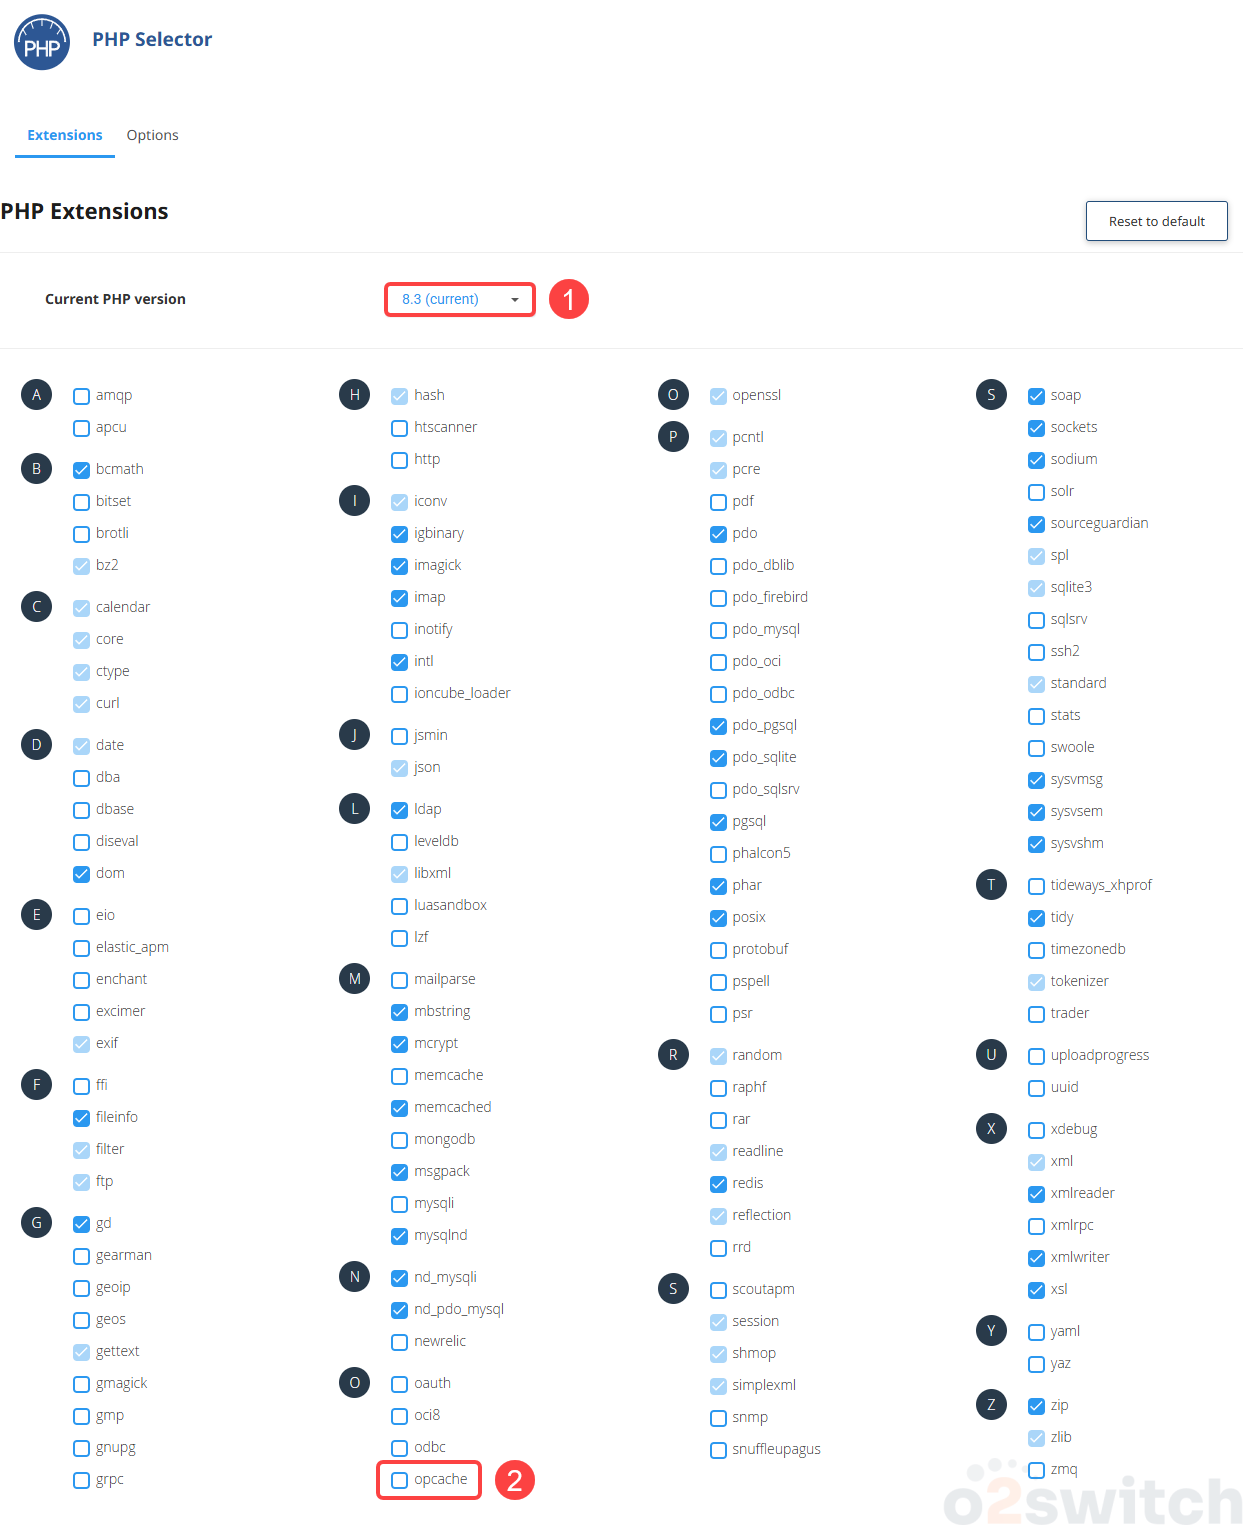 PHP
PHP Selector
Extensions
Options
PHP Extensions
Reset to default
Current PHP version
8.3 (current)
1
A
amqp
apcu
B
bcmath
bitset
brotli
bz2
C
calendar
core
ctype
curl
D
date
dba
dbase
diseval
dom
E
eio
elastic_apm
enchant
excimer
exif
F
ffi
fileinfo
filter
ftp
G
gd
gearman
geoip
geos
gettext
gmagick
gmp
gnupg
grpc
H
hash
htscanner
http
I
iconv
igbinary
imagick
imap
inotify
intl
ioncube_loader
J
jsmin
json
L
ldap
leveldb
libxml
luasandbox
lzf
M
mailparse
mbstring
mcrypt
memcache
memcached
mongodb
msgpack
mysqli
mysqlnd
N
nd_mysqli
nd_pdo_mysql
newrelic
O
oauth
oci8
odbc
opcache
2
O
openssl
P
pcntl
pcre
pdf
pdo
pdo_dblib
pdo_firebird
pdo_mysql
pdo_oci
pdo_odbc
pdo_pgsql
pdo_sqlite
pdo_sqlsrv
pgsql
phalcon5
phar
posix
protobuf
pspell
psr
R
random
raphf
rar
readline
redis
reflection
rrd
S
scoutapm
session
shmop
simplexml
snmp
snuffleupagus
S
soap
sockets
sodium
solr
sourceguardian
spl
sqlite3
sqlsrv
ssh2
standard
stats
swoole
sysvmsg
sysvsem
sysvshm
T
tideways_xhprof
tidy
timezonedb
tokenizer
trader
U
uploadprogress
uuid
X
xdebug
xml
xmlreader
xmlrpc
xmlwriter
xsl
Y
yaml
yaz
Z
zip
zlib
zmq
o2switch